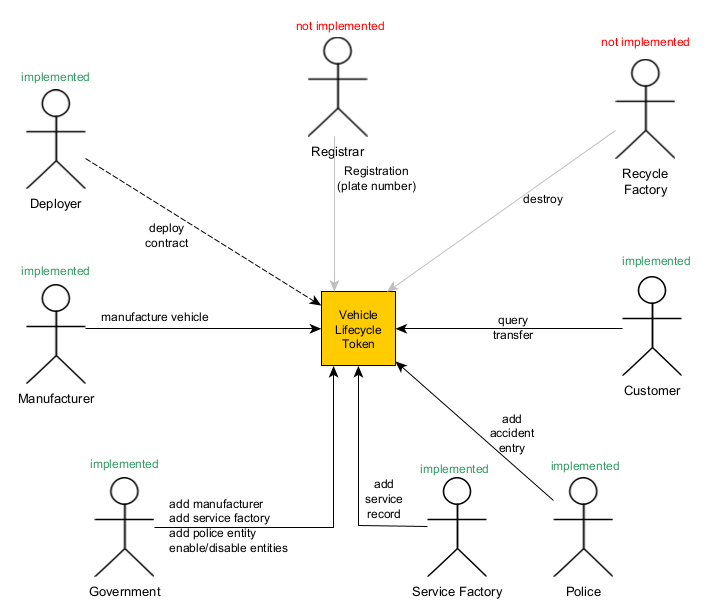 not implemented
not implemented
implemented
Registrar
Registration
(plate number)
Recycle
Factory
Deployer
destroy
deploy
contract
implemented
implemented
manufacture vehicle
Vehicle
Lifecycle
Token
query
transfer
Manufacturer
Customer
add
accident
entry
implemented
implemented
implemented
add manufacturer
add service factory
add police entity
enable/disable entities
add
service
record
Government
Service Factory
Police